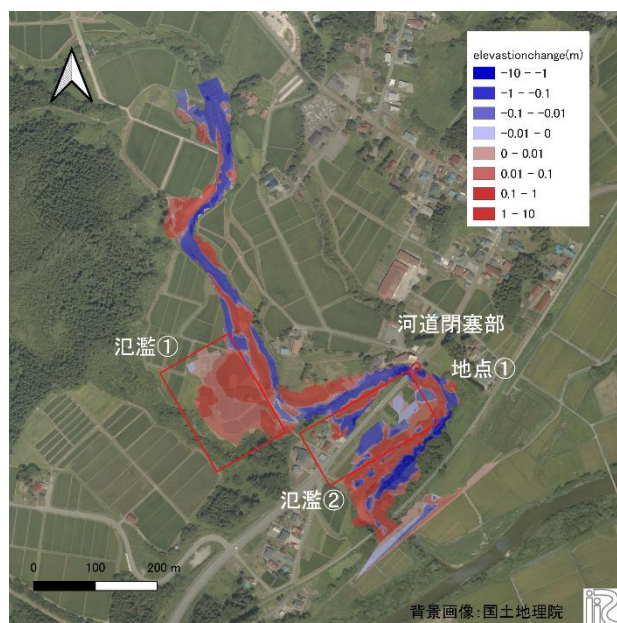 elevastionchange(m)
-10 - -1
-1 - -0.1
-0.1 - -0.01
-0.01 - 0
0 - 0.01
0.01 - 0.1
0.1 - 1
1 - 10
河道閉塞部
氾濫①
地点①
氾濫②
0 100 200 m
背景画像:国土地理院